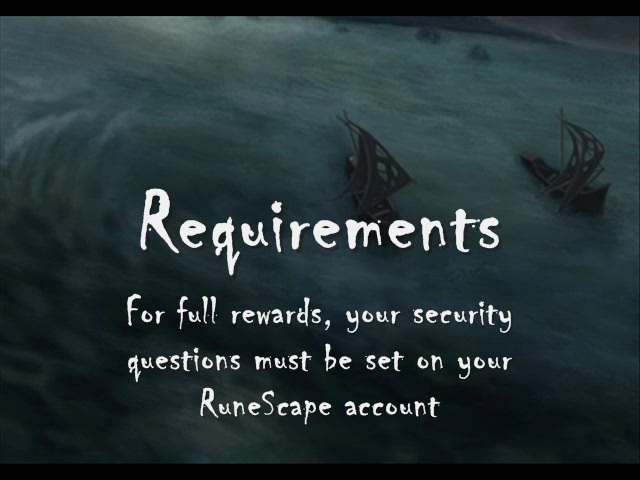 Requirements
For full rewards, your security
questions must be set on your
RuneScape account